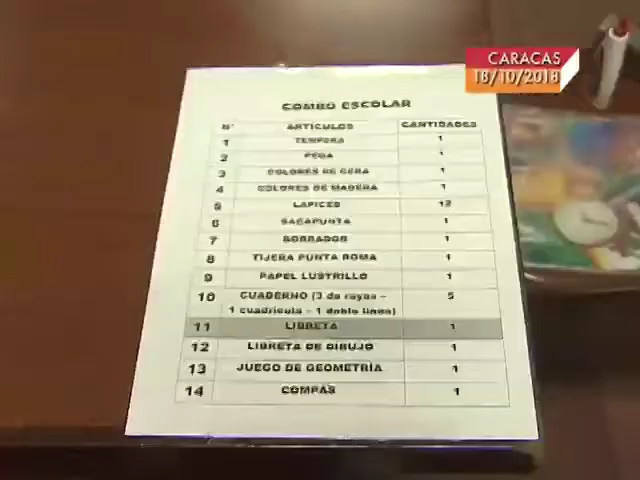 CARACAS
18/10/2018
COMBO ESCOLAR
N° ARTICULOS CANTIDADES
1 TEMPERA 1
2 PEGA 1
3 COLORES DE CERA 1
4 COLORES DE MADERA 1
5 LAPICES 12
6 SACAPUNTA 1
7 BORRADOR 1
8 TIJERA PUNTA ROMA 1
9 PAPEL LUSTRILLO 1
10 CUADERNO (3 de rayas – 5
1 cuadricula – 1 doble linea)
11 LIBRETA 1
12 LIBRETA DE DIBUJO 1
13 JUEGO DE GEOMETRÍA 1
14 COMPAS 1